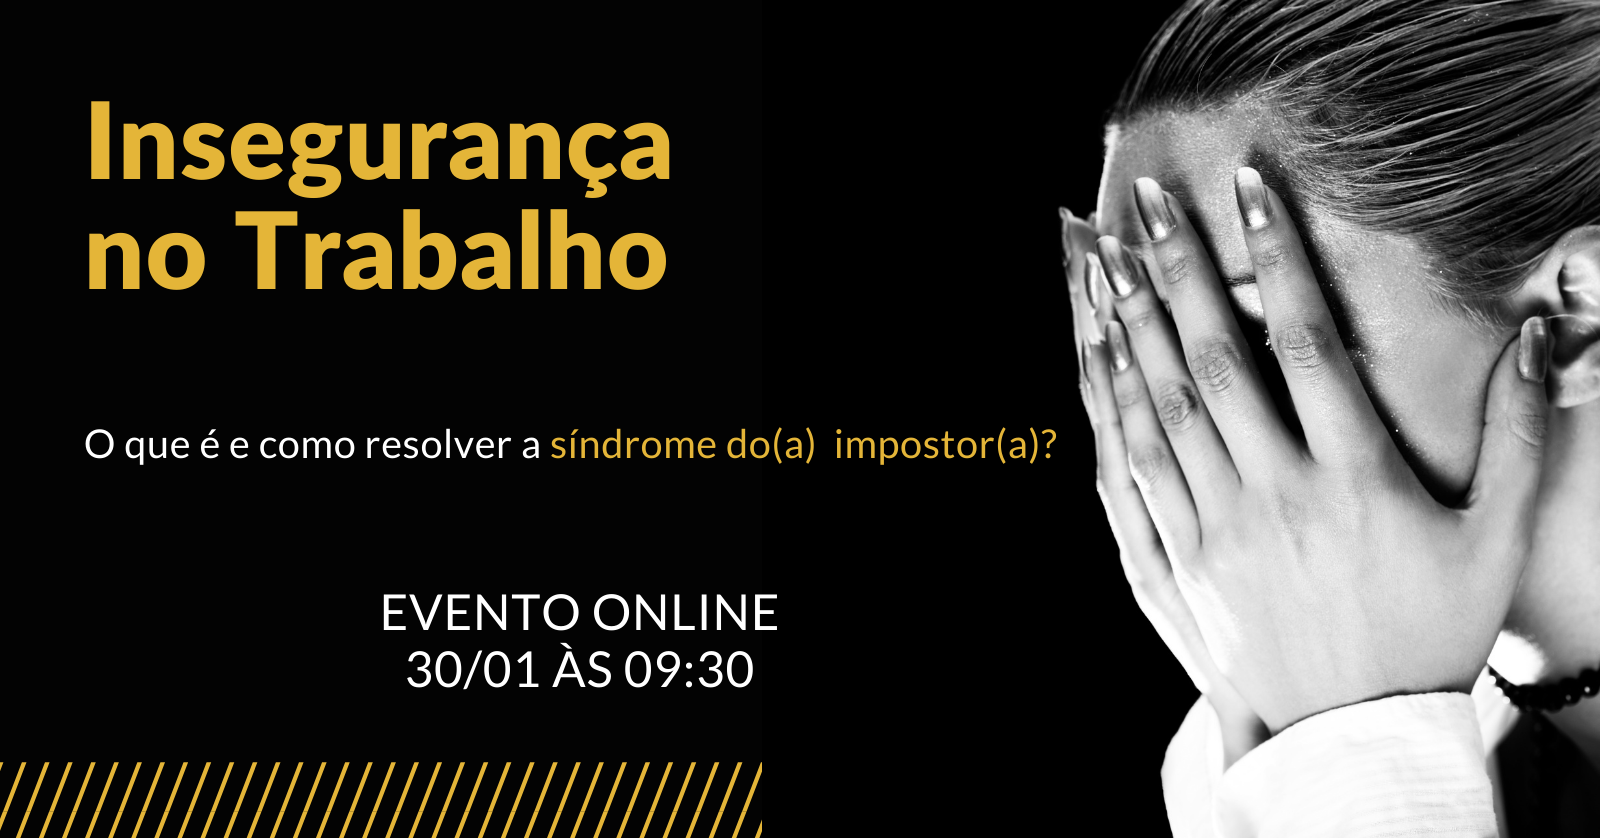 Insegurança
no Trabalho
O que é e como resolver a síndrome do(a) impostor(a)?
EVENTO ONLINE
30/01 ÀS 09:30